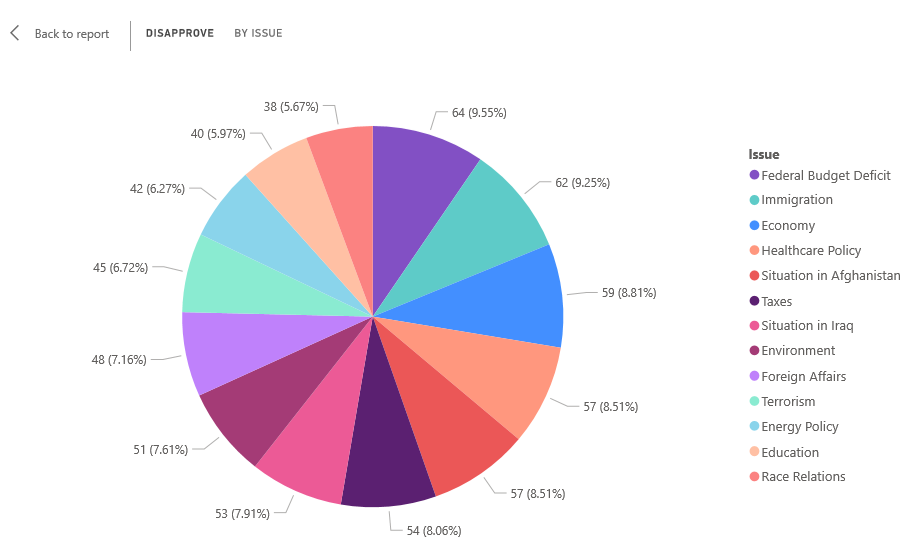 Back to report
DISAPPROVE
BY ISSUE
38 (5.67%)
64 (9.55%)
40 (5.97%)
62 (9.25%)
42 (6.27%)
45 (6.72%)
59 (8.81%)
48 (7.16%)
57 (8.51%)
51 (7.61%)
57 (8.51%)
53 (7.91%)
54 (8.06%)
Issue
Federal Budget Deficit
Immigration
Economy
Healthcare Policy
Situation in Afghanistan
Taxes
Situation in Iraq
Environment
Foreign Affairs
Terrorism
Energy Policy
Education
Race Relations